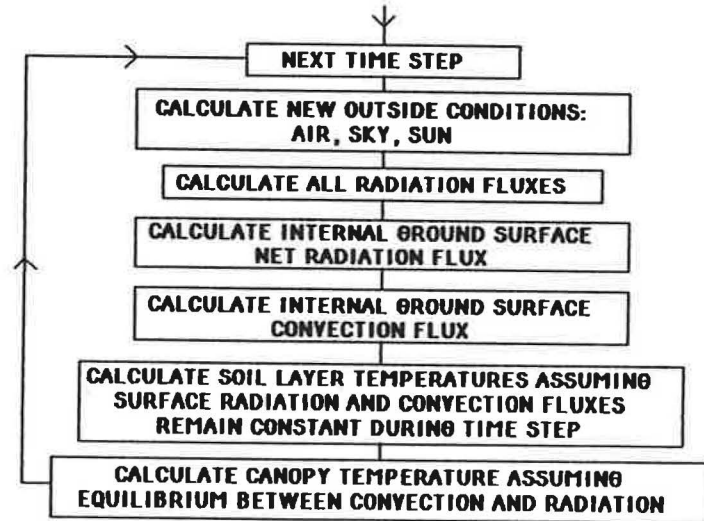 NEXT TIME STEP
CALCULATE NEW OUTSIDE CONDITIONS:
AIR, SKY, SUN
CALCULATE ALL RADIATION FLUXES
CALCULATE INTERNAL GROUND SURFACE
NET RADIATION FLUX
CALCULATE INTERNAL GROUND SURFACE
CONVECTION FLUX
CALCULATE SOIL LAYER TEMPERATURES ASSUMING
SURFACE RADIATION AND CONVECTION FLUXES
REMAIN CONSTANT DURING TIME STEP
CALCULATE CANOPY TEMPERATURE ASSUMING
EQUILIBRIUM BETWEEN CONVECTION AND RADIATION